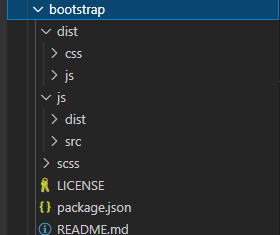 bootstrap
dist
css
js
js
dist
src
scss
LICENSE
package.json
README.md